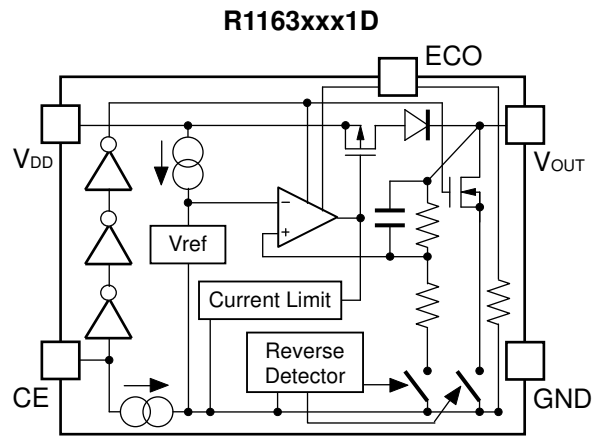 R1163xxx1D
ECO
VDD
VOUT
−
+
Vref
Current Limit
Reverse
Detector
CE
GND